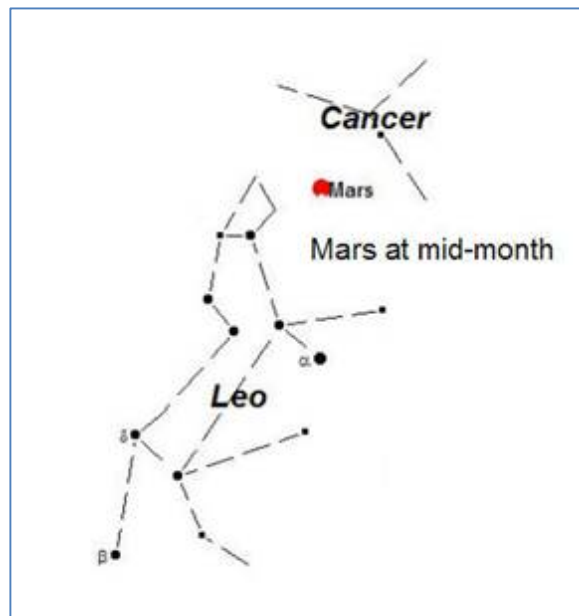 Cancer
Mars
Mars at mid-month
α
Leo
δ
β